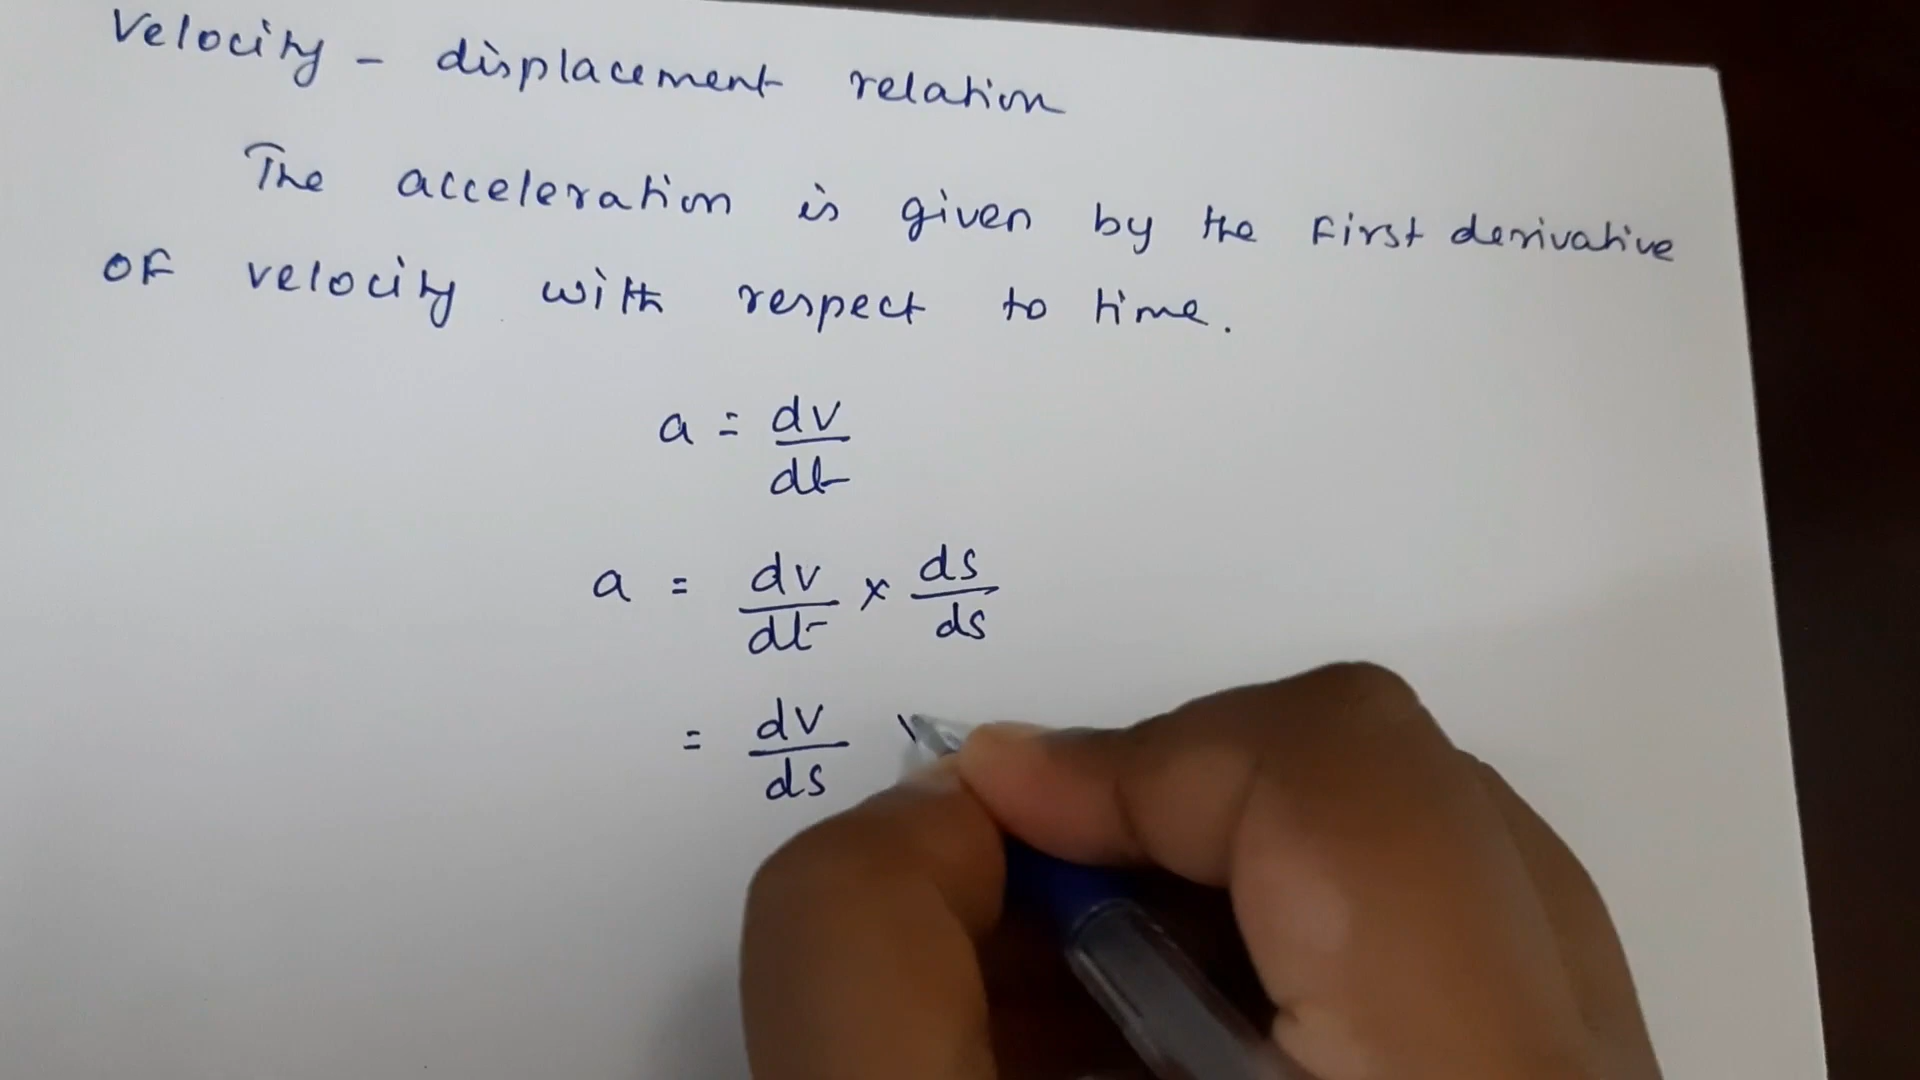 Velocity - displacement relation
The acceleration is given by the first derivative
of velocity with respect to time.
a = dv/dt
a = dv/dt × ds/ds
= dv/ds